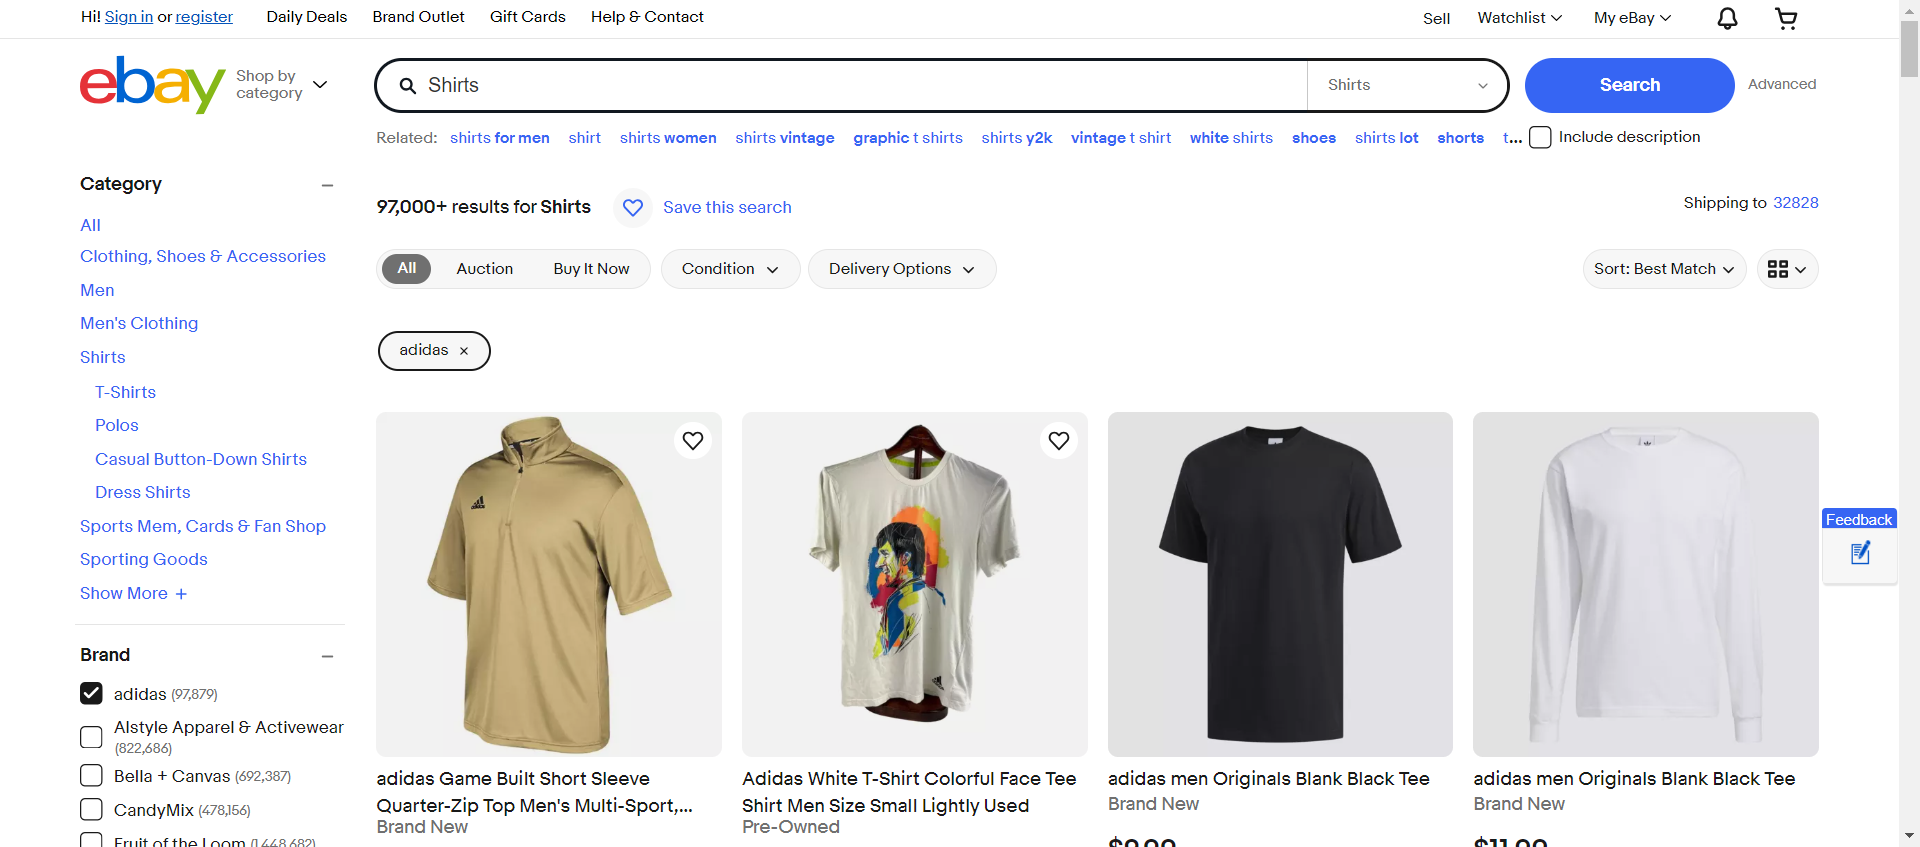 Hi! Sign in or register Daily Deals Brand Outlet Gift Cards Help & Contact Sell Watchlist My eBay
ebay Shop by category Shirts Shirts Search Advanced
Related: shirts for men shirt shirts women shirts vintage graphic t shirts shirts y2k vintage t shirt white shirts shoes shirts lot shorts t... Include description
Category
All
Clothing, Shoes & Accessories
Men
Men's Clothing
Shirts
T-Shirts
Polos
Casual Button-Down Shirts
Dress Shirts
Sports Mem, Cards & Fan Shop
Sporting Goods
Show More +
Brand
adidas (97,879)
Alstyle Apparel & Activewear
(822,686)
Bella + Canvas (692,387)
CandyMix (478,156)
Fruit of the Loom (1,448,682)
97,000+ results for Shirts Save this search Shipping to 32828
All Auction Buy It Now Condition Delivery Options Sort: Best Match
adidas ×
adidas
adidas Game Built Short Sleeve
Quarter-Zip Top Men's Multi-Sport,...
Brand New
Adidas White T-Shirt Colorful Face Tee
Shirt Men Size Small Lightly Used
Pre-Owned
adidas men Originals Blank Black Tee
Brand New
adidas men Originals Blank Black Tee
Brand New
Feedback